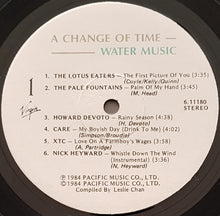 A CHANGE OF TIME —
WATER MUSIC
1
Virgin
6.11180
1. THE LOTUS EATERS — The First Picture Of You (3:35)
(Coyle/Kelly/Quinn)
2. THE PALE FOUNTAINS — Palm Of My Hand (3:45)
(M. Head)
3. HOWARD DEVOTO — Rainy Season (5:08)
(H. Devoto)
4. CARE — My Boyish Day (Drink To Me) (4:02)
(Simpson/Broudie)
5. XTC — Love On A Farmboy's Wages (3:50)
(A. Partridge)
6. NICK HEYWARD — Whistle Down The Wind
(Instrumental) (3:36)
(N. Heyward)
℗ 1984 PACIFIC MUSIC CO., LTD.
© 1984 PACIFIC MUSIC CO., LTD.
Compiled By Leslie Chan